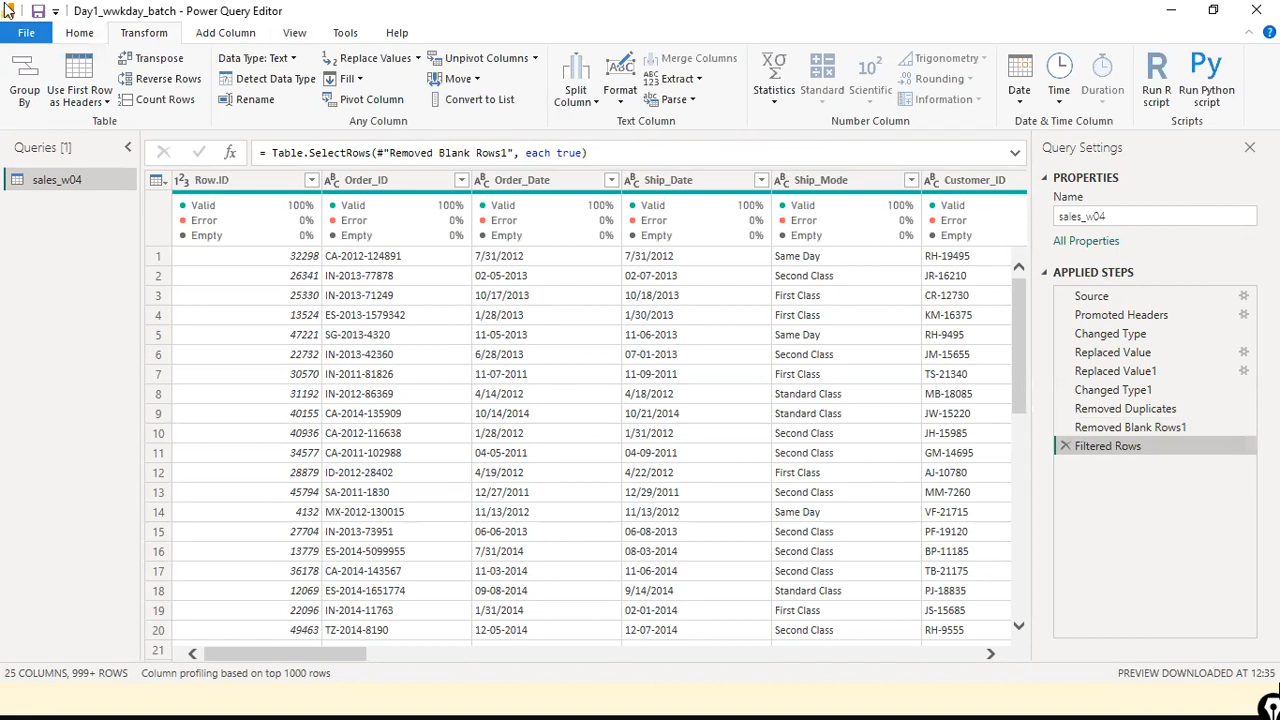 Day1_wwkday_batch - Power Query Editor
File Home Transform Add Column View Tools Help
Group By
Use First Row as Headers
Transpose
Reverse Rows
Count Rows
Table
Data Type: Text
Detect Data Type
Rename
Replace Values
Fill
Pivot Column
Unpivot Columns
Move
Convert to List
Any Column
Split Column
Format
Merge Columns
Extract
Parse
Text Column
Statistics
Standard
Scientific
Trigonometry
Rounding
Information
Number Column
Date
Time
Duration
Date & Time Column
Run R script
Run Python script
Scripts
Queries [1]
sales_w04
= Table.SelectRows(#"Removed Blank Rows1", each true)
Row.ID Order_ID Order_Date Ship_Date Ship_Mode Customer_ID
Valid 100% Valid 100% Valid 100% Valid 100% Valid 100% Valid
Error 0% Error 0% Error 0% Error 0% Error 0% Error
Empty 0% Empty 0% Empty 0% Empty 0% Empty 0% Empty
1 32298 CA-2012-124891 7/31/2012 7/31/2012 Same Day RH-19495
2 26341 IN-2013-77878 02-05-2013 02-07-2013 Second Class JR-16210
3 25330 IN-2013-71249 10/17/2013 10/18/2013 First Class CR-12730
4 13524 ES-2013-1579342 1/28/2013 1/30/2013 First Class KM-16375
5 47221 SG-2013-4320 11-05-2013 11-06-2013 Same Day RH-9495
6 22732 IN-2013-42360 6/28/2013 07-01-2013 Second Class JM-15655
7 30570 IN-2011-81826 11-07-2011 11-09-2011 First Class TS-21340
8 31192 IN-2012-86369 4/14/2012 4/18/2012 Standard Class MB-18085
9 40155 CA-2014-135909 10/14/2014 10/21/2014 Standard Class JW-15220
10 40936 CA-2012-116638 1/28/2012 1/31/2012 Second Class JH-15985
11 34577 CA-2011-102988 04-05-2011 04-09-2011 Second Class GM-14695
12 28879 ID-2012-28402 4/19/2012 4/22/2012 First Class AJ-10780
13 45794 SA-2011-1830 12/27/2011 12/29/2011 Second Class MM-7260
14 4132 MX-2012-130015 11/13/2012 11/13/2012 Same Day VF-21715
15 27704 IN-2013-73951 06-06-2013 06-08-2013 Second Class PF-19120
16 13779 ES-2014-5099955 7/31/2014 08-03-2014 Second Class BP-11185
17 36178 CA-2014-143567 11-03-2014 11-06-2014 Second Class TB-21175
18 12069 ES-2014-1651774 09-08-2014 9/14/2014 Standard Class PJ-18835
19 22096 IN-2014-11763 1/31/2014 02-01-2014 First Class JS-15685
20 49463 TZ-2014-8190 12-05-2014 12-07-2014 Second Class RH-9555
21
Query Settings
PROPERTIES
Name
sales_w04
All Properties
APPLIED STEPS
Source
Promoted Headers
Changed Type
Replaced Value
Replaced Value1
Changed Type1
Removed Duplicates
Removed Blank Rows1
Filtered Rows
25 COLUMNS, 999+ ROWS Column profiling based on top 1000 rows PREVIEW DOWNLOADED AT 12:35